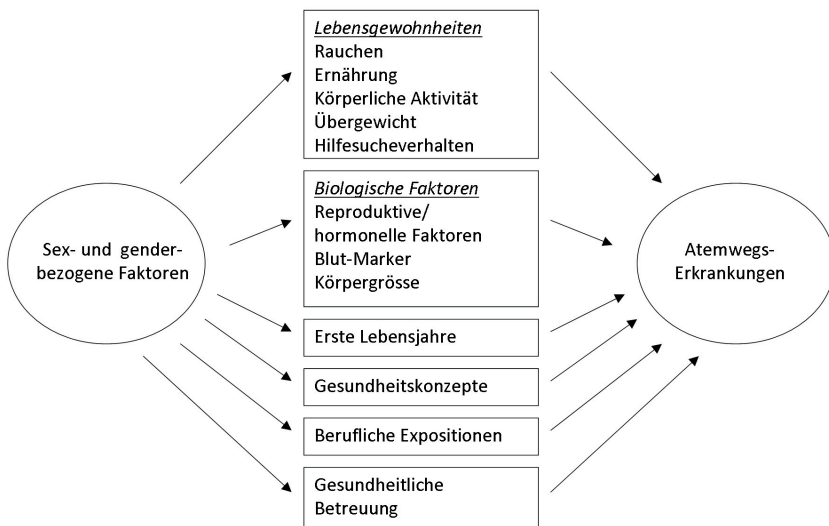 Lebensgewohnheiten
Rauchen
Ernährung
Körperliche Aktivität
Übergewicht
Hilfesucheverhalten
Sex- und gender-
bezogene Faktoren
Biologische Faktoren
Reproduktive/
hormonelle Faktoren
Blut-Marker
Körpergrösse
Atemwegs-
Erkrankungen
Erste Lebensjahre
Gesundheitskonzepte
Berufliche Expositionen
Gesundheitliche
Betreuung